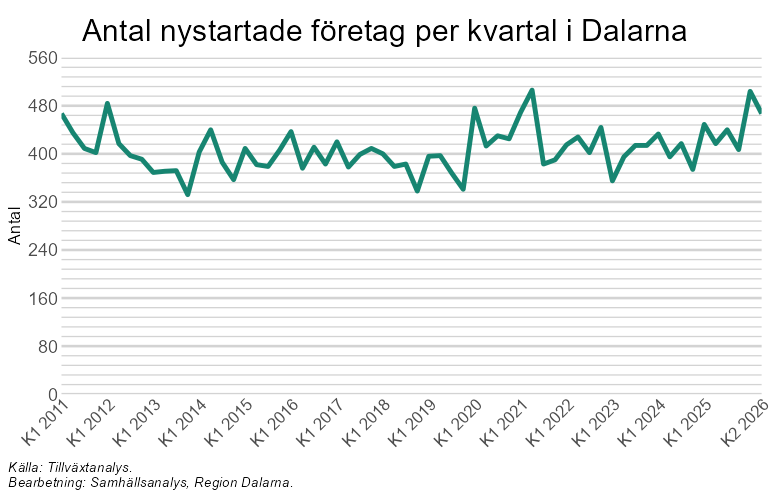 Antal nystartade företag per kvartal i Dalarna
560
480
400
320
240
160
80
0
Antal
K1 2011
K1 2012
K1 2013
K1 2014
K1 2015
K1 2016
K1 2017
K1 2018
K1 2019
K1 2020
K1 2021
K1 2022
K1 2023
K1 2024
K1 2025
K2 2026
Källa: Tillväxtanalys.
Bearbetning: Samhällsanalys, Region Dalarna.